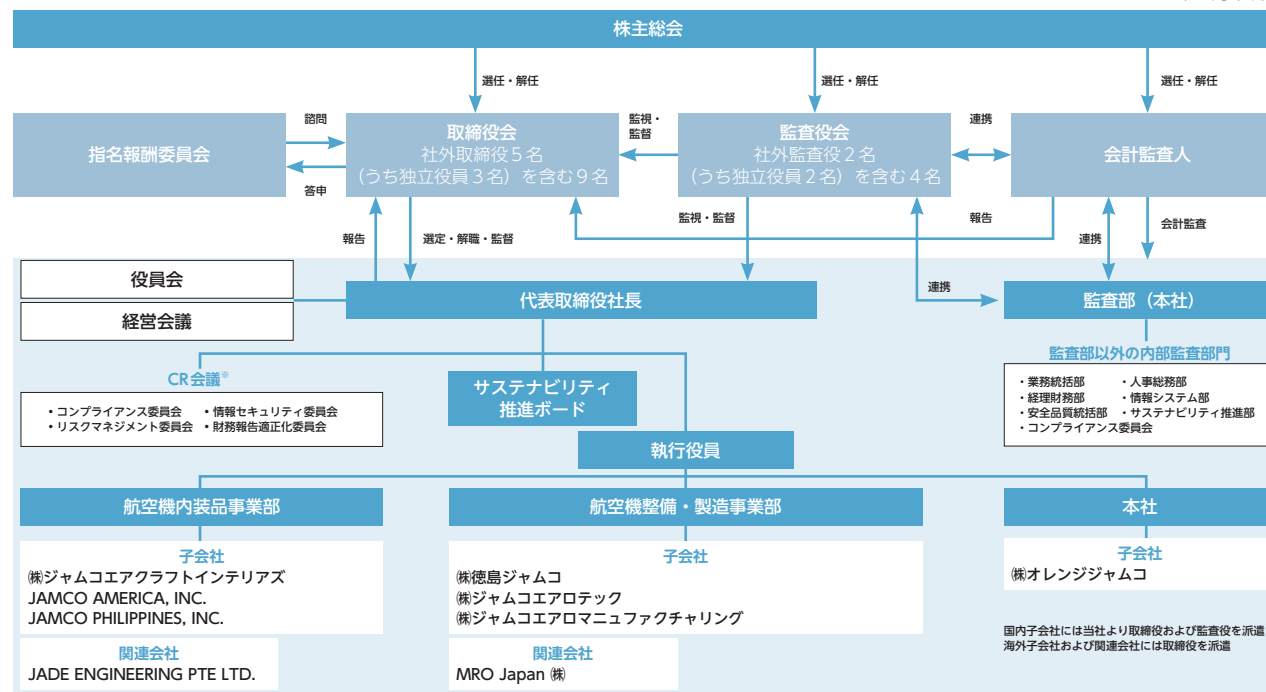 株主総会
選任・解任
選任・解任
選任・解任
指名報酬委員会
諮問
答申
取締役会
社外取締役5名
(うち独立役員3名) を含む9名
監視・
監督
監査役会
社外監査役2名
(うち独立役員2名) を含む4名
連携
会計監査人
報告
選定・解職・監督
監視・監督
報告
連携
会計監査
役員会
経営会議
代表取締役社長
連携
監査部（本社）
監査部以外の内部監査部門
・業務統括部 ・人事総務部
・経理財務部 ・情報システム部
・安全品質統括部 ・サステナビリティ推進部
・コンプライアンス委員会
CR会議※
・コンプライアンス委員会 ・情報セキュリティ委員会
・リスクマネジメント委員会 ・財務報告適正化委員会
サステナビリティ
推進ボード
執行役員
航空機内装品事業部
子会社
㈱ジャムコエアクラフトインテリアズ
JAMCO AMERICA, INC.
JAMCO PHILIPPINES, INC.
関連会社
JADE ENGINEERING PTE LTD.
航空機整備・製造事業部
子会社
㈱徳島ジャムコ
㈱ジャムコエアロテック
㈱ジャムコエアロマニュファクチャリング
関連会社
MRO Japan ㈱
本社
子会社
㈱オレンジジャムコ
国内子会社には当社より取締役および監査役を派遣
海外子会社および関連会社には取締役を派遣